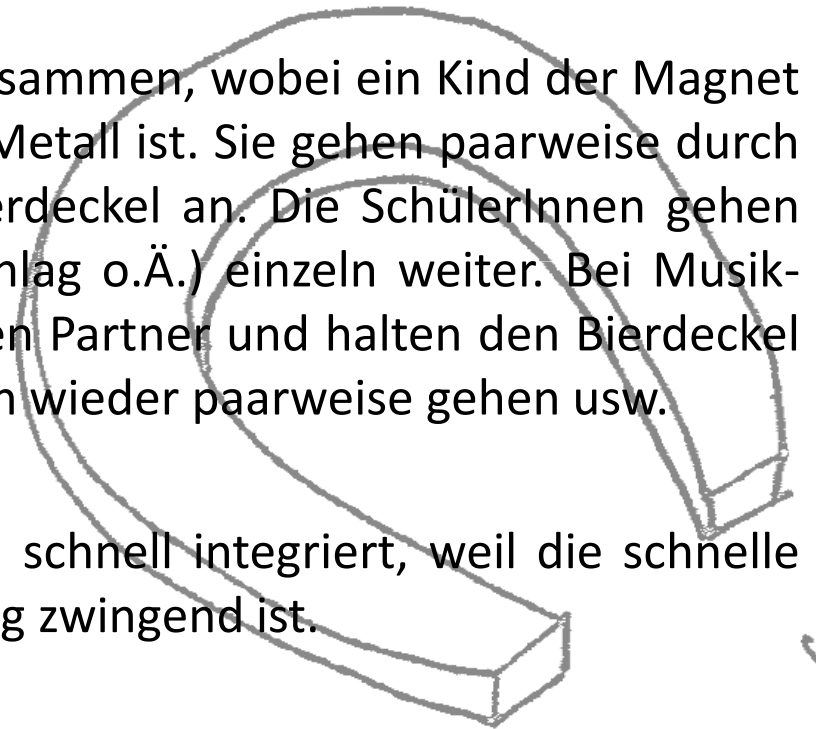 sammen, wobei ein Kind der Magnet
Metall ist. Sie gehen paarweise durch
erdeckel an. Die SchülerInnen gehen
hlag o.Ä.) einzeln weiter. Bei Musik-
en Partner und halten den Bierdeckel
n wieder paarweise gehen usw.
schnell integriert, weil die schnelle
g zwingend ist.